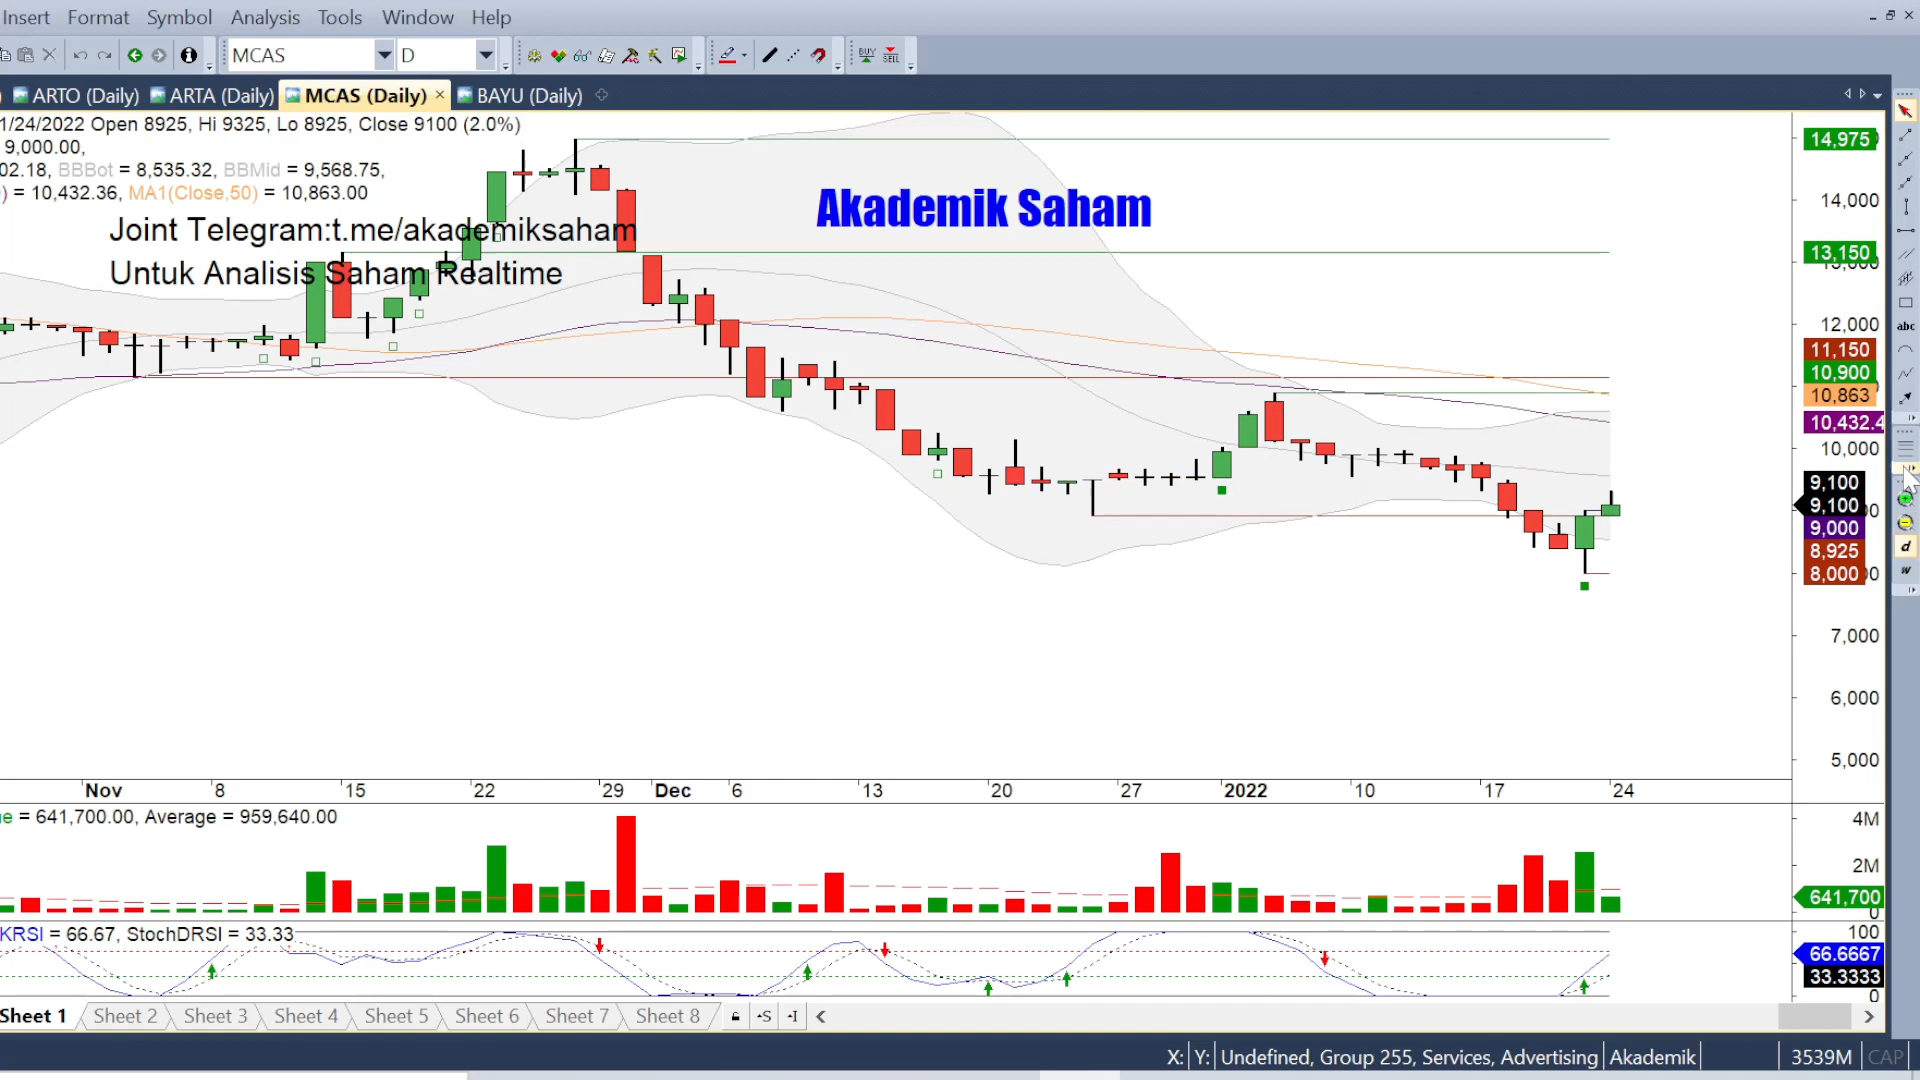 Insert Format Symbol Analysis Tools Window Help
MCAS D BUY SELL
ARTO (Daily) ARTA (Daily) MCAS (Daily) × BAYU (Daily)
1/24/2022 Open 8925, Hi 9325, Lo 8925, Close 9100 (2.0%)
9,000.00,
02.18, BBBot = 8,535.32, BBMid = 9,568.75,
) = 10,432.36, MA1(Close,50) = 10,863.00
Joint Telegram:t.me/akademiksaham
Untuk Analisis Saham Realtime
Akademik Saham
14,975
14,000
13,150
12,000
11,150
10,900
10,863
10,432.4
10,000
9,100
9,100
9,000
8,925
8,000
7,000
6,000
5,000
abc
d
w
Nov 8 15 22 29 Dec 6 13 20 27 2022 10 17 24
e = 641,700.00, Average = 959,640.00
4M
2M
641,700
0
KRSI = 66.67, StochDRSI = 33.33
100
66.6667
33.3333
0
Sheet 1 Sheet 2 Sheet 3 Sheet 4 Sheet 5 Sheet 6 Sheet 7 Sheet 8 S I
X: Y: Undefined, Group 255, Services, Advertising Akademik 3539M CAP